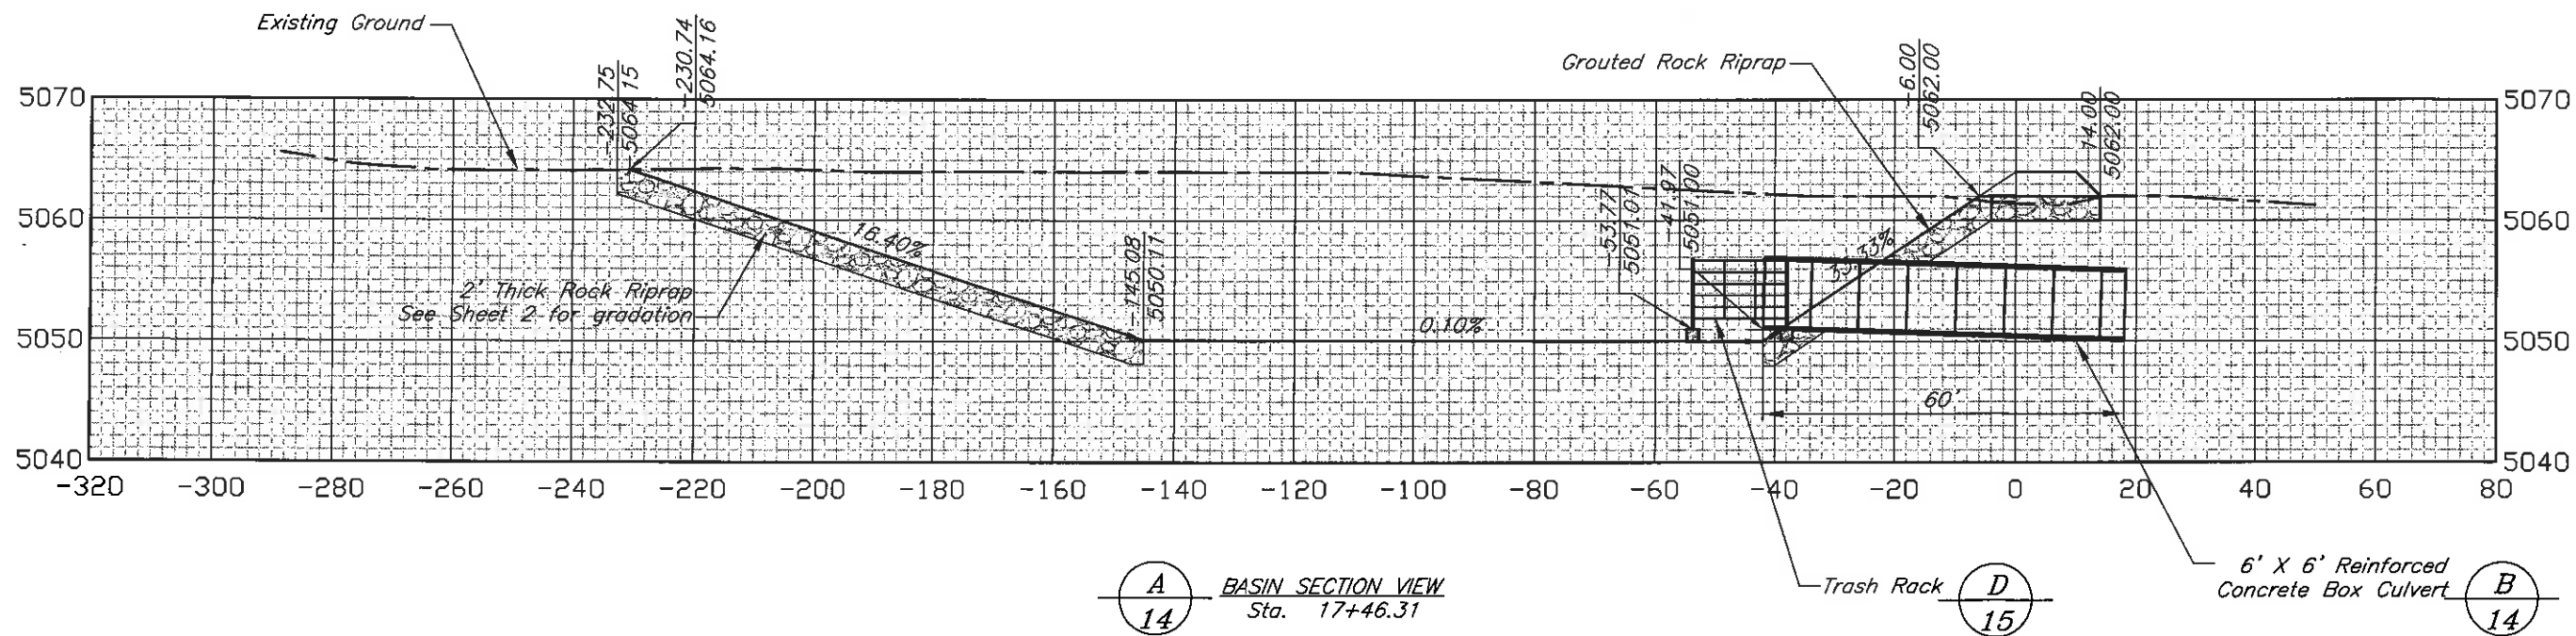 Existing Ground
-232.75
5064.15
-230.74
5064.16
Grouted Rock Riprap
-6.00
5062.00
14.00
5062.00
5070
5070
16.40%
-145.08
5050.11
-53.77
5051.01
-41.97
5051.00
33.33%
5060
5060
2' Thick Rock Riprap
See Sheet 2 for gradation
0.10%
5050
5050
60'
5040
5040
-320 -300 -280 -260 -240 -220 -200 -180 -160 -140 -120 -100 -80 -60 -40 -20 0 20 40 60 80
A
14
BASIN SECTION VIEW
Sta. 17+46.31
Trash Rack
D
15
6' X 6' Reinforced
Concrete Box Culvert
B
14